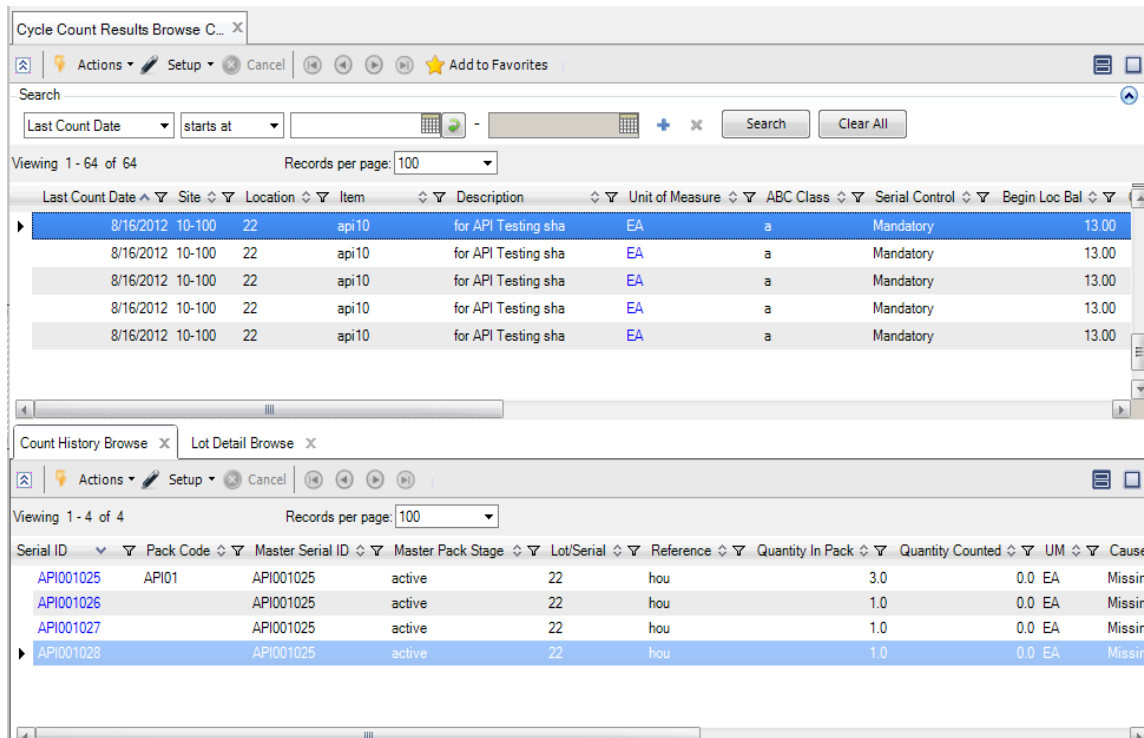 Cycle Count Results Browse C... X
Actions Setup Cancel Add to Favorites
Search
Last Count Date starts at - Search Clear All
Viewing 1 - 64 of 64 Records per page: 100
Last Count Date Site Location Item Description Unit of Measure ABC Class Serial Control Begin Loc Bal
8/16/2012 10-100 22 api10 for API Testing sha EA a Mandatory 13.00
8/16/2012 10-100 22 api10 for API Testing sha EA a Mandatory 13.00
8/16/2012 10-100 22 api10 for API Testing sha EA a Mandatory 13.00
8/16/2012 10-100 22 api10 for API Testing sha EA a Mandatory 13.00
8/16/2012 10-100 22 api10 for API Testing sha EA a Mandatory 13.00
Count History Browse X Lot Detail Browse X
Actions Setup Cancel
Viewing 1 - 4 of 4 Records per page: 100
Serial ID Pack Code Master Serial ID Master Pack Stage Lot/Serial Reference Quantity In Pack Quantity Counted UM Cause
API001025 API01 API001025 active 22 hou 3.0 0.0 EA Missin
API001026 API001025 active 22 hou 1.0 0.0 EA Missin
API001027 API001025 active 22 hou 1.0 0.0 EA Missin
API001028 API001025 active 22 hou 1.0 0.0 EA Missin